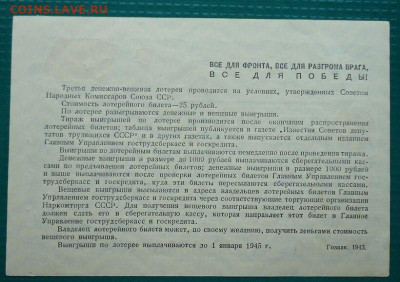 COINS.LAVE.RU
ВСЕ ДЛЯ ФРОНТА, ВСЕ ДЛЯ РАЗГРОМА ВРАГА,
ВСЕ ДЛЯ ПОБЕДЫ!
Третья денежно-вещевая лотерея проводится на условиях, утвержденных Советом
Народных Комиссаров Союза ССР.
Стоимость лотерейного билета—25 рублей.
По лотерее разыгрываются денежные и вещевые выигрыши.
Тираж выигрышей по лотерее производится после окончания распространения
лотерейных билетов; таблица выигрышей публикуется в газете „Известия Советов депу-
татов трудящихся СССР" и в других газетах, а также выпускается отдельным изданием
Главным Управлением гострудсберкасс и госкредита.
Выигрыши по лотерейным билетам выплачиваются немедленно после проведения тиража.
Денежные выигрыши в размере до 1000 рублей выплачиваются сберегательными кас-
сами по предъявлении лотерейных билетов; денежные выигрыши в размере 1000 рублей
и выше выплачиваются после проверки лотерейных билетов Главным Управлением гос-
трудсберкасс и госкредита, куда эти билеты пересылаются сберегательными кассами.
Вещевые выигрыши высылаются в адреса владельцев лотерейных билетов Главным
Управлением гострудсберкасс и госкредита через соответствующие торгующие организации
Наркомторга СССР. Для получения вещевого выигрыша владелец лотерейного билета
должен сдать его в сберегательную кассу, которая направляет этот билет в Главное
Управление гострудсберкасс и госкредита.
Владелец лотерейного билета может, по своему желанию, получить деньгами стоимость
вещевого выигрыша.
Выигрыши по лотерее выплачиваются до 1 января 1945 г.
Гознак. 1943.